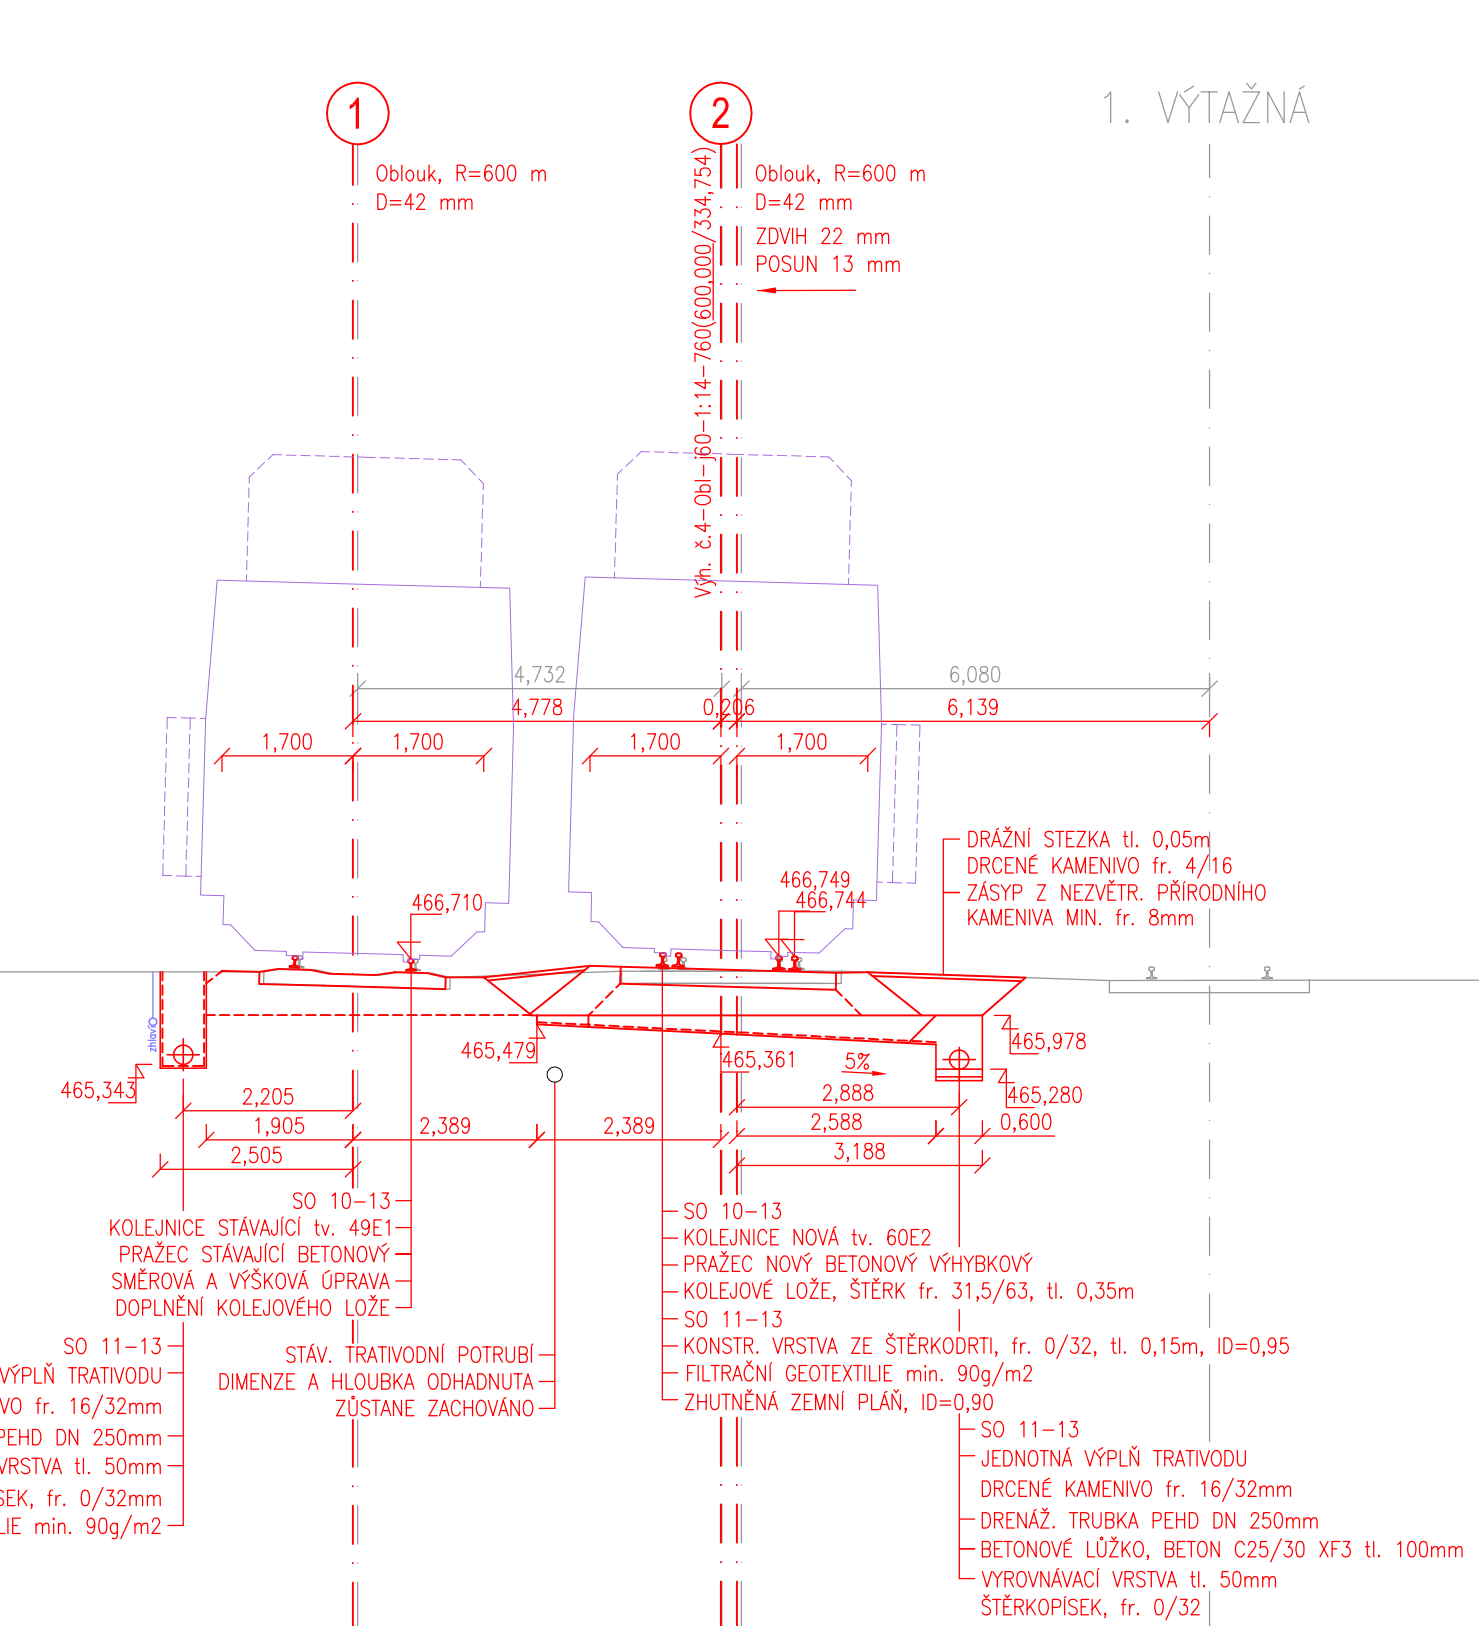 1
2
1. VÝTAŽNÁ
Oblouk, R=600 m
D=42 mm
Oblouk, R=600 m
D=42 mm
ZDVIH 22 mm
POSUN 13 mm
Výh. č.4-Obl-j60-1:14-760(600,000/334,754)
4,732
6,080
4,778
0,206
6,139
1,700
1,700
1,700
1,700
DRÁŽNÍ STEZKA tl. 0,05m
DRCENÉ KAMENIVO fr. 4/16
ZÁSYP Z NEZVĚTR. PŘÍRODNÍHO
KAMENIVA MIN. fr. 8mm
466,710
466,749
466,744
zhlaví
465,343
465,479
465,361
5%
465,978
465,280
2,205
1,905
2,505
2,389
2,389
2,888
2,588
0,600
3,188
SO 10-13
KOLEJNICE STÁVAJÍCÍ tv. 49E1
PRAŽEC STÁVAJÍCÍ BETONOVÝ
SMĚROVÁ A VÝŠKOVÁ ÚPRAVA
DOPLNĚNÍ KOLEJOVÉHO LOŽE
SO 10-13
KOLEJNICE NOVÁ tv. 60E2
PRAŽEC NOVÝ BETONOVÝ VÝHYBKOVÝ
KOLEJOVÉ LOŽE, ŠTĚRK fr. 31,5/63, tl. 0,35m
SO 11-13
KONSTR. VRSTVA ZE ŠTĚRKODRTI, fr. 0/32, tl. 0,15m, ID=0,95
FILTRAČNÍ GEOTEXTILIE min. 90g/m2
ZHUTNĚNÁ ZEMNÍ PLÁŇ, ID=0,90
STÁV. TRATIVODNÍ POTRUBÍ
DIMENZE A HLOUBKA ODHADNUTA
ZŮSTANE ZACHOVÁNO
SO 11-13
VÝPLŇ TRATIVODU
VO fr. 16/32mm
PEHD DN 250mm
VRSTVA tl. 50mm
SEK, fr. 0/32mm
LIE min. 90g/m2
SO 11-13
JEDNOTNÁ VÝPLŇ TRATIVODU
DRCENÉ KAMENIVO fr. 16/32mm
DRENÁŽ. TRUBKA PEHD DN 250mm
BETONOVÉ LŮŽKO, BETON C25/30 XF3 tl. 100mm
VYROVNÁVACÍ VRSTVA tl. 50mm
ŠTĚRKOPÍSEK, fr. 0/32